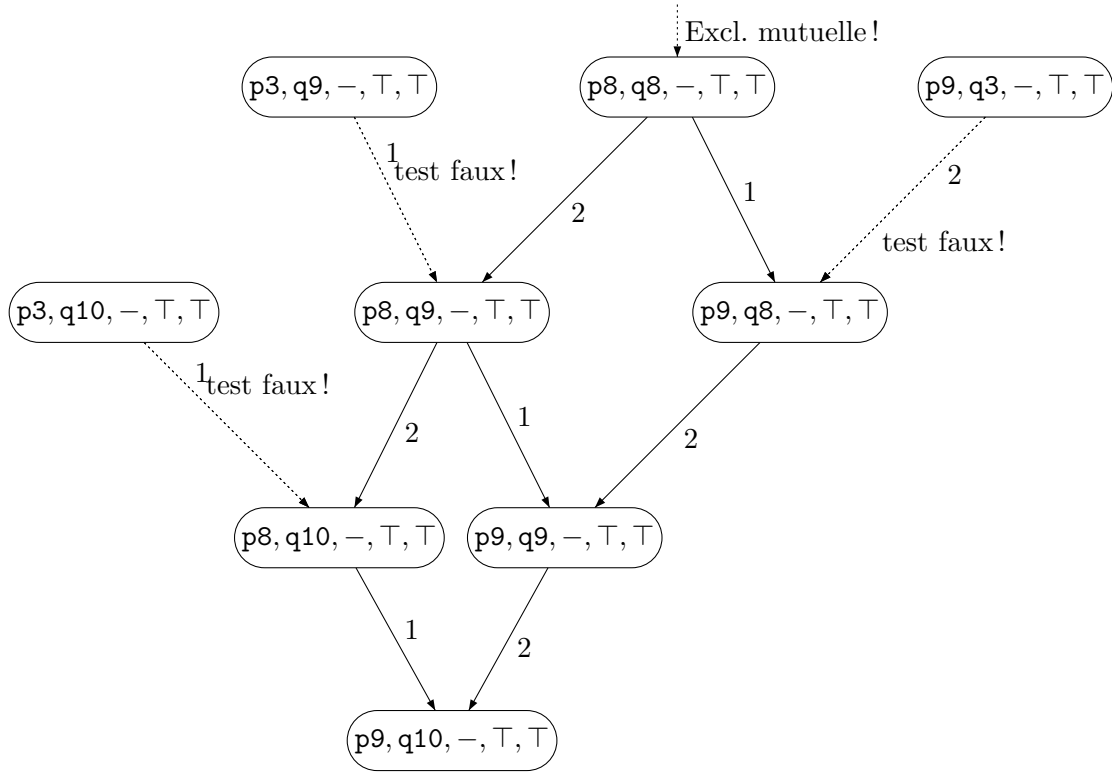 Excl. mutuelle !
p3, q9, −, ⊤, ⊤
p8, q8, −, ⊤, ⊤
p9, q3, −, ⊤, ⊤
1
test faux !
2
1
2
test faux !
p3, q10, −, ⊤, ⊤
p8, q9, −, ⊤, ⊤
p9, q8, −, ⊤, ⊤
1
test faux !
2
1
2
p8, q10, −, ⊤, ⊤
p9, q9, −, ⊤, ⊤
1
2
p9, q10, −, ⊤, ⊤